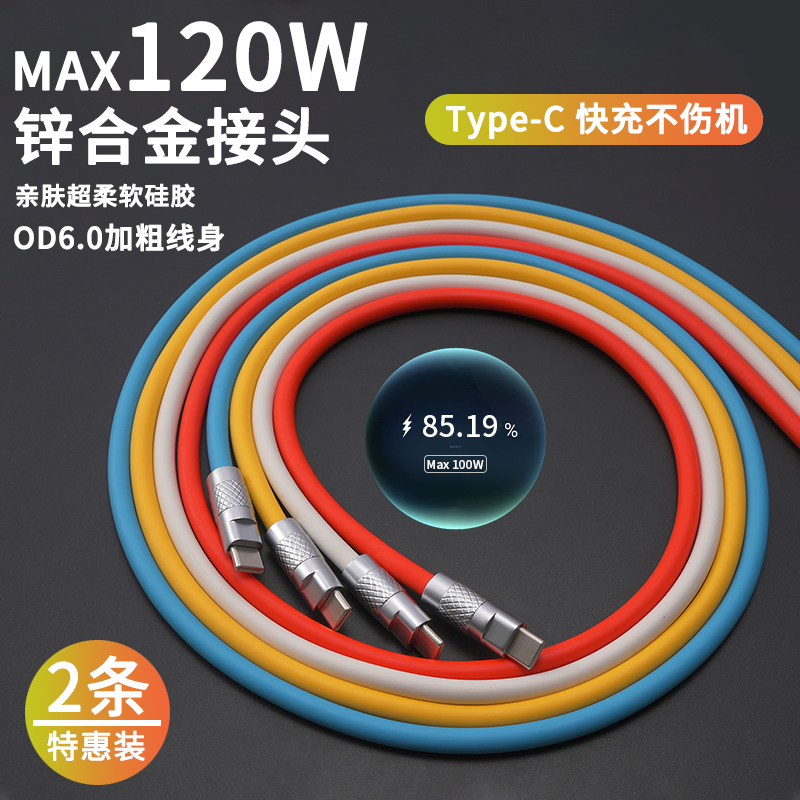 MAX120W
锌合金接头
亲肤超柔软硅胶
OD6.0加粗线身
Type-C 快充不伤机
85.19 %
Max 100W
2条
特惠装